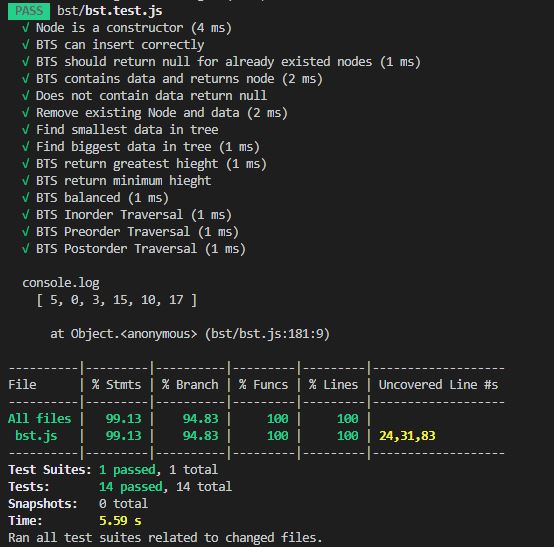 PASS bst/bst.test.js
√ Node is a constructor (4 ms)
√ BTS can insert correctly
√ BTS should return null for already existed nodes (1 ms)
√ BTS contains data and returns node (2 ms)
√ Does not contain data return null
√ Remove existing Node and data (2 ms)
√ Find smallest data in tree
√ Find biggest data in tree (1 ms)
√ BTS return greatest hieght (1 ms)
√ BTS return minimum hieght
√ BTS balanced (1 ms)
√ BTS Inorder Traversal (1 ms)
√ BTS Preorder Traversal (1 ms)
√ BTS Postorder Traversal (1 ms)
console.log
[ 5, 0, 3, 15, 10, 17 ]
at Object.<anonymous> (bst/bst.js:181:9)
----------|---------|----------|---------|---------|-------------------
File | % Stmts | % Branch | % Funcs | % Lines | Uncovered Line #s
----------|---------|----------|---------|---------|-------------------
All files | 99.13 | 94.83 | 100 | 100 |
bst.js | 99.13 | 94.83 | 100 | 100 | 24,31,83
----------|---------|----------|---------|---------|-------------------
Test Suites: 1 passed, 1 total
Tests: 14 passed, 14 total
Snapshots: 0 total
Time: 5.59 s
Ran all test suites related to changed files.